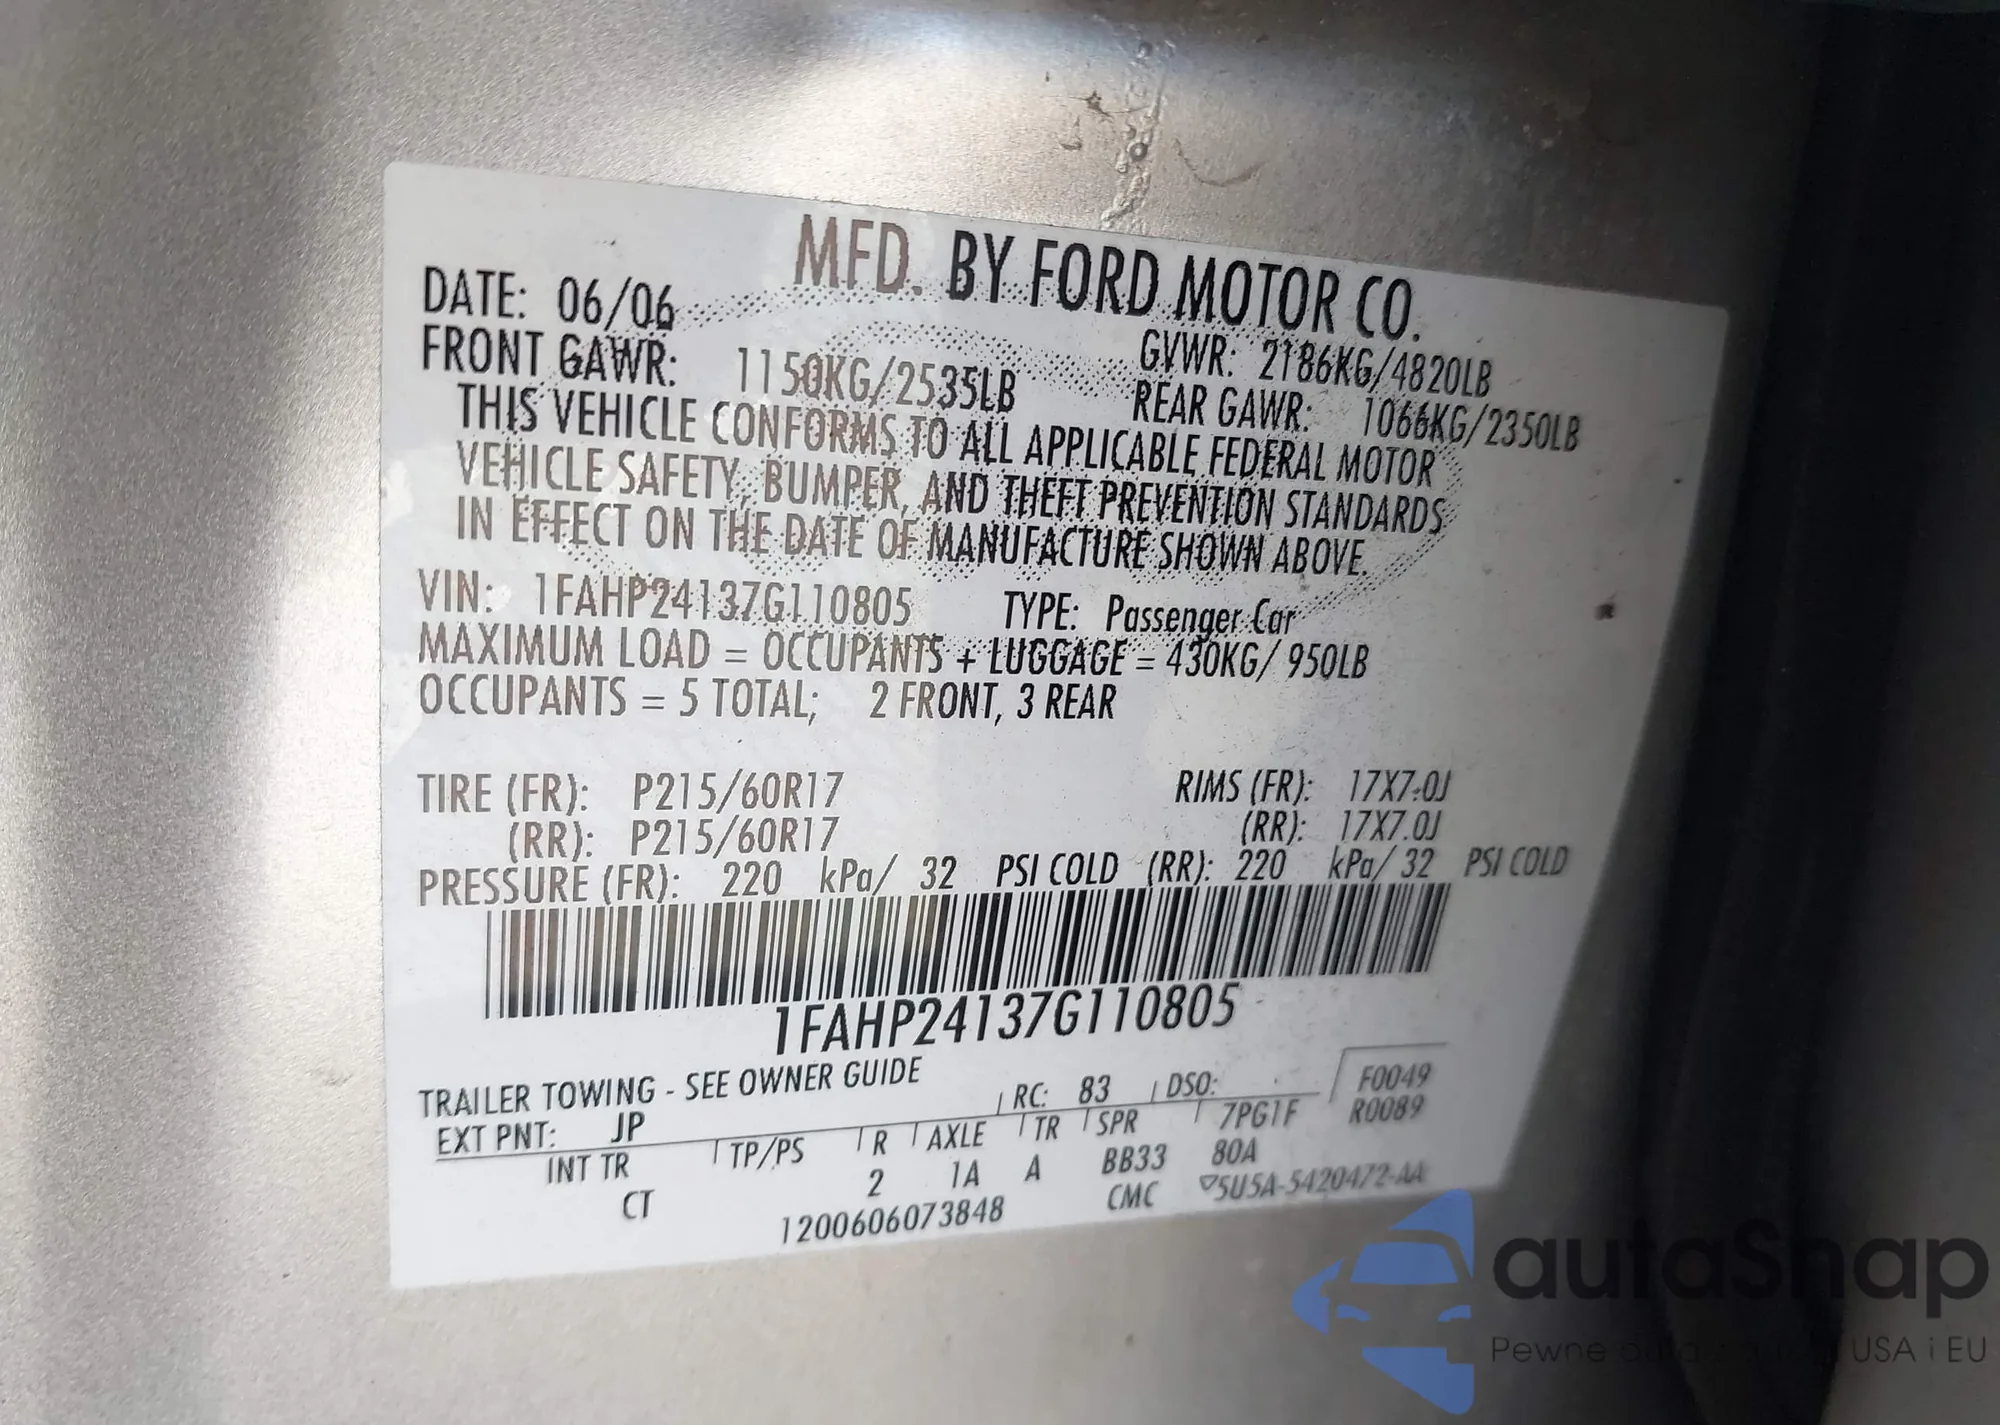 MFD. BY FORD MOTOR CO.
DATE: 06/06 GVWR: 2186KG/4820LB
FRONT GAWR: 1150KG/2535LB REAR GAWR: 1066KG/2350LB
THIS VEHICLE CONFORMS TO ALL APPLICABLE FEDERAL MOTOR
VEHICLE SAFETY, BUMPER, AND THEFT PREVENTION STANDARDS
IN EFFECT ON THE DATE OF MANUFACTURE SHOWN ABOVE.
VIN: 1FAHP24137G110805 TYPE: Passenger Car
MAXIMUM LOAD = OCCUPANTS + LUGGAGE = 430KG/ 950LB
OCCUPANTS = 5 TOTAL; 2 FRONT, 3 REAR
TIRE (FR): P215/60R17 RIMS (FR): 17X7.0J
(RR): P215/60R17 (RR): 17X7.0J
PRESSURE (FR): 220 kPa/ 32 PSI COLD (RR): 220 kPa/ 32 PSI COLD
1FAHP24137G110805
TRAILER TOWING - SEE OWNER GUIDE
EXT PNT: JP RC: 83 DSO: F0049
INT TR TP/PS R AXLE TR SPR 7PG1F R0089
CT 2 1A A BB33 80A
1200606073848 CMC 5U5A-5420472-AA
autaSnap
Pewne auta z USA i EU